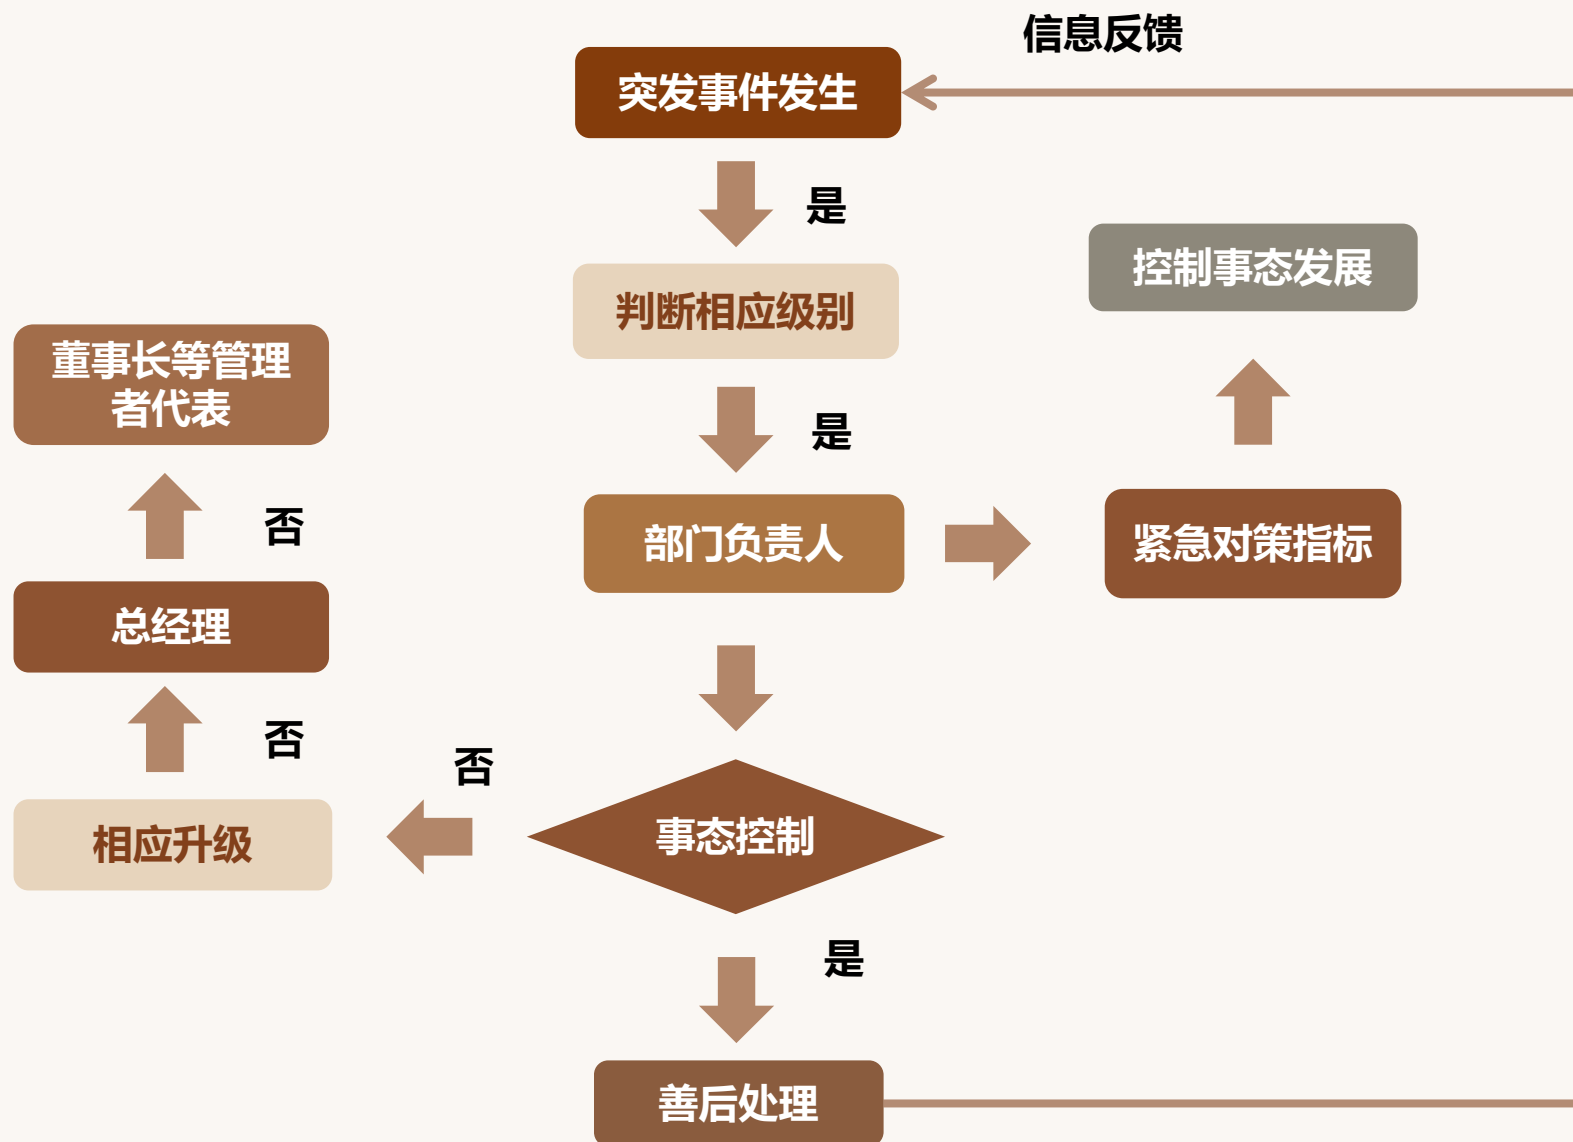 信息反馈
突发事件发生
是
控制事态发展
判断相应级别
董事长等管理
者代表
是
否
部门负责人
紧急对策指标
总经理
否
否
事态控制
相应升级
是
善后处理